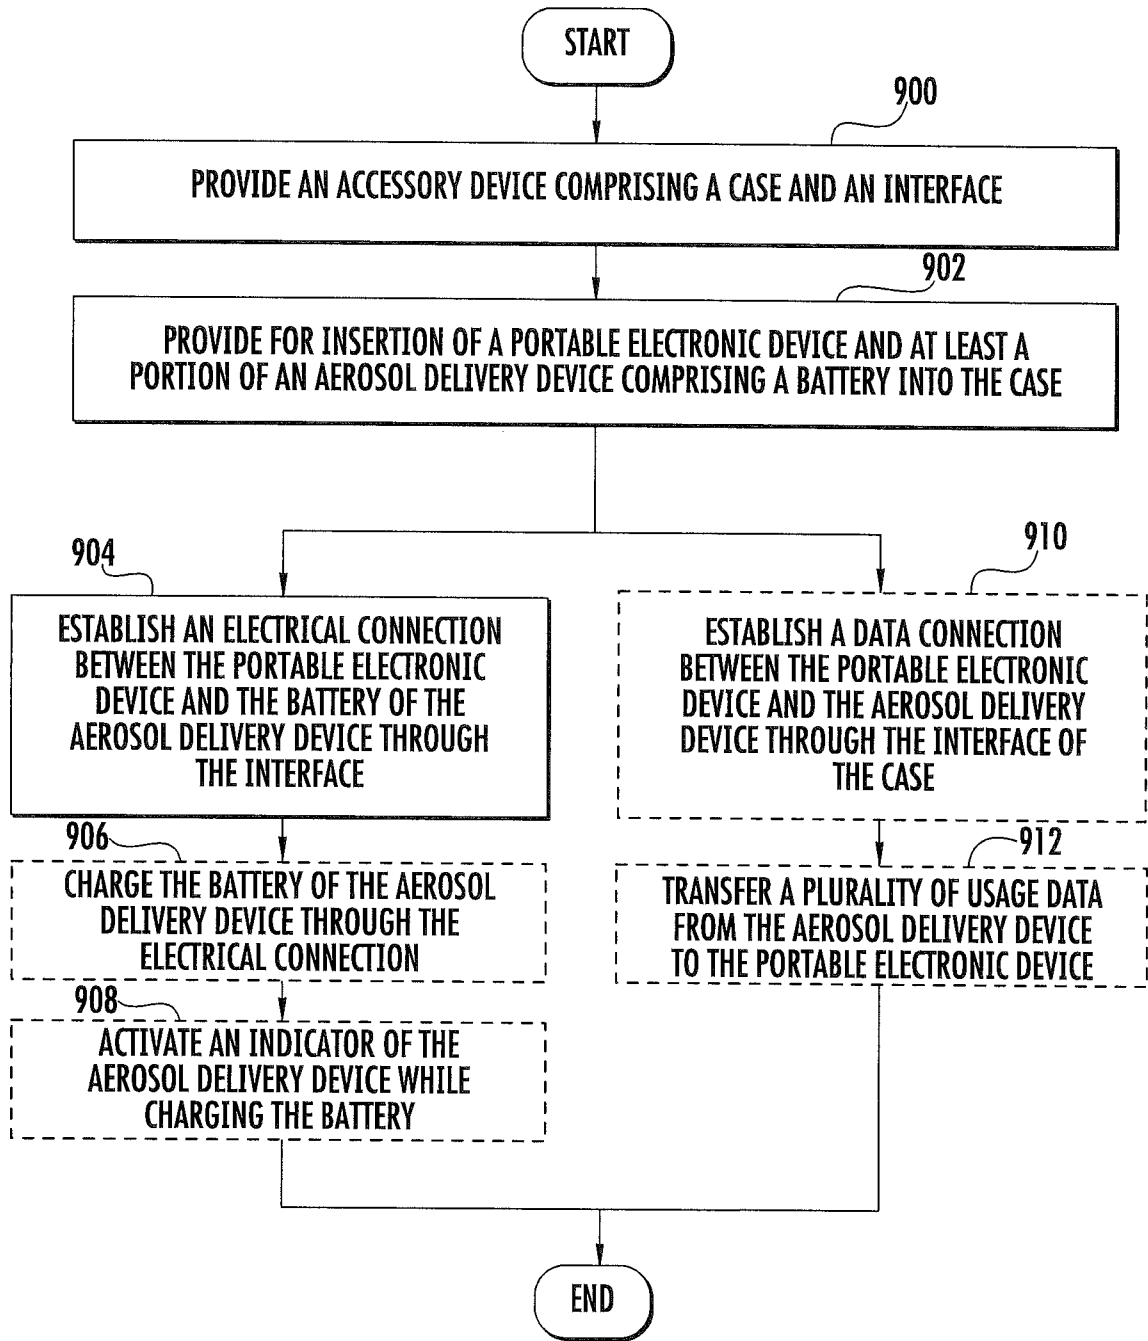 START
900
PROVIDE AN ACCESSORY DEVICE COMPRISING A CASE AND AN INTERFACE
902
PROVIDE FOR INSERTION OF A PORTABLE ELECTRONIC DEVICE AND AT LEAST A
PORTION OF AN AEROSOL DELIVERY DEVICE COMPRISING A BATTERY INTO THE CASE
904
ESTABLISH AN ELECTRICAL CONNECTION
BETWEEN THE PORTABLE ELECTRONIC
DEVICE AND THE BATTERY OF THE
AEROSOL DELIVERY DEVICE THROUGH
THE INTERFACE
906
CHARGE THE BATTERY OF THE AEROSOL
DELIVERY DEVICE THROUGH THE
ELECTRICAL CONNECTION
908
ACTIVATE AN INDICATOR OF THE
AEROSOL DELIVERY DEVICE WHILE
CHARGING THE BATTERY
910
ESTABLISH A DATA CONNECTION
BETWEEN THE PORTABLE ELECTRONIC
DEVICE AND THE AEROSOL DELIVERY
DEVICE THROUGH THE INTERFACE OF
THE CASE
912
TRANSFER A PLURALITY OF USAGE DATA
FROM THE AEROSOL DELIVERY DEVICE
TO THE PORTABLE ELECTRONIC DEVICE
END